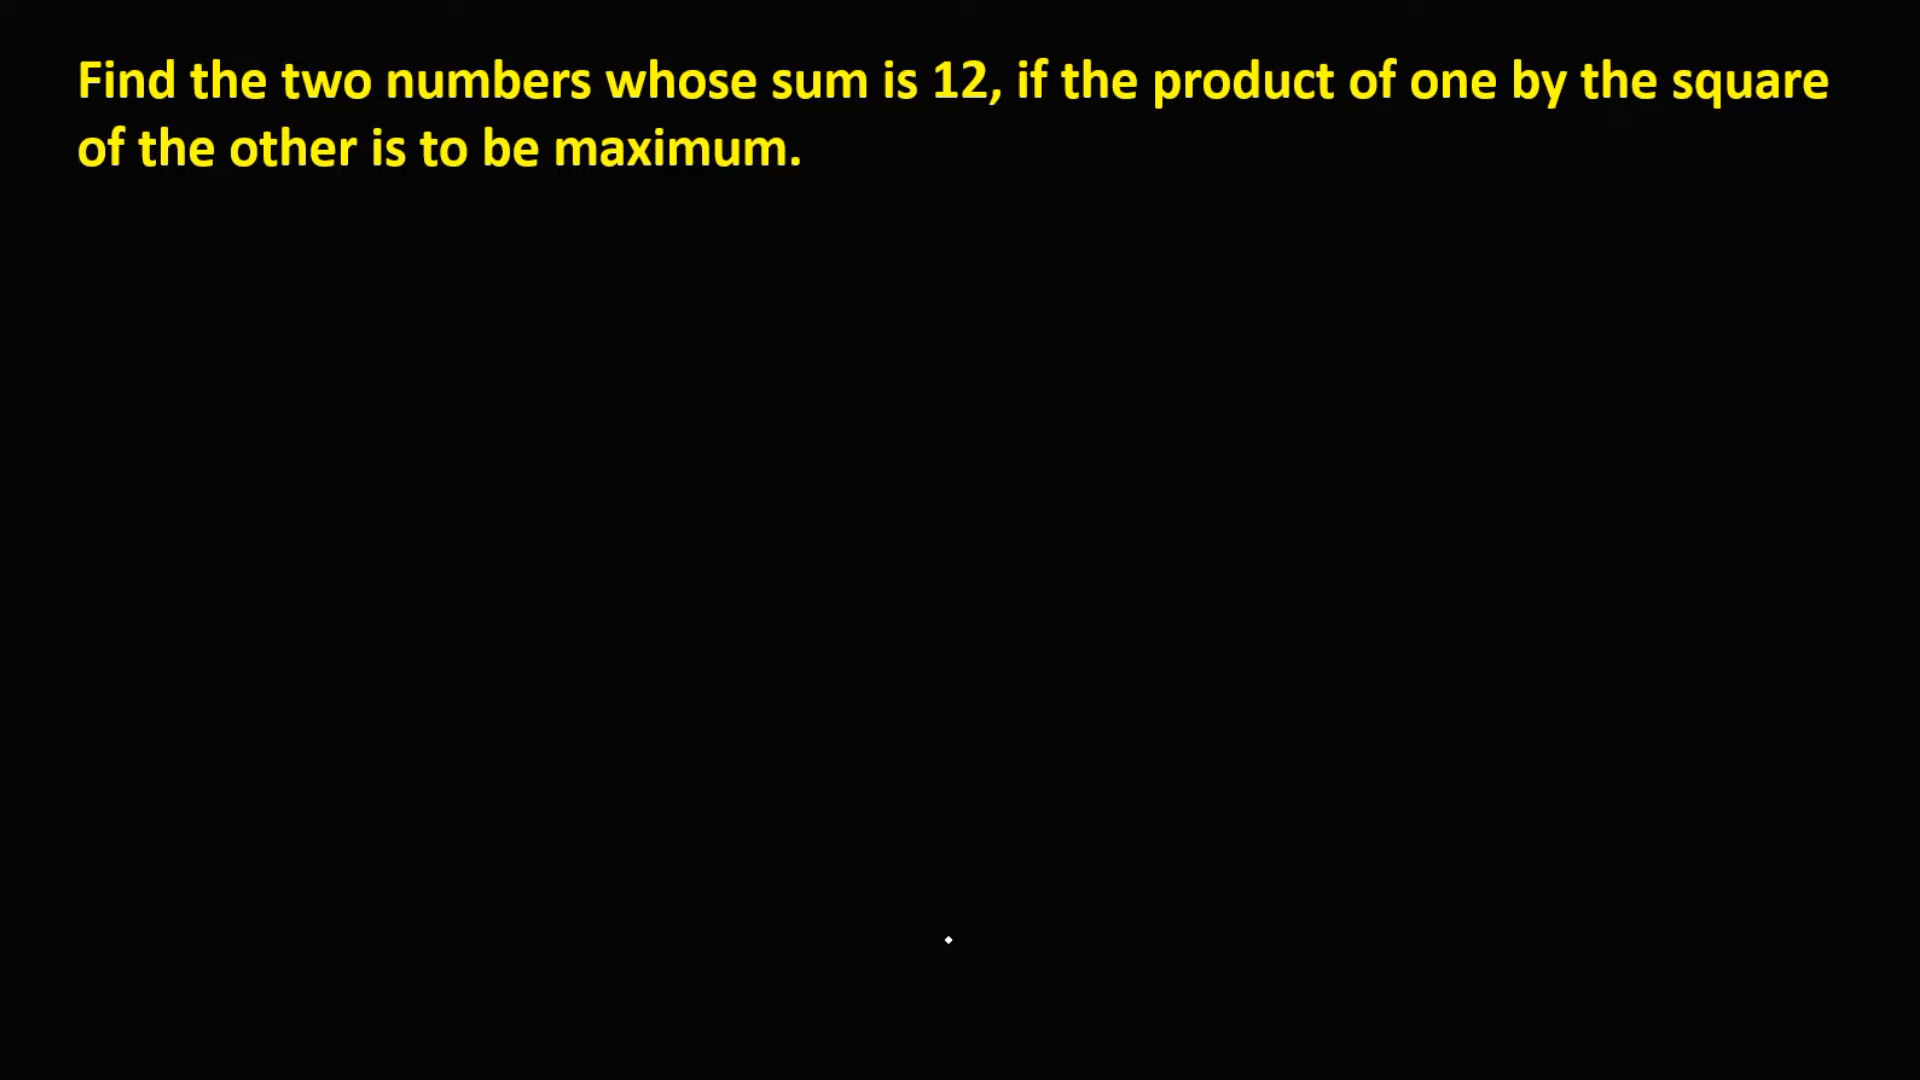 Find the two numbers whose sum is 12, if the product of one by the square
of the other is to be maximum.